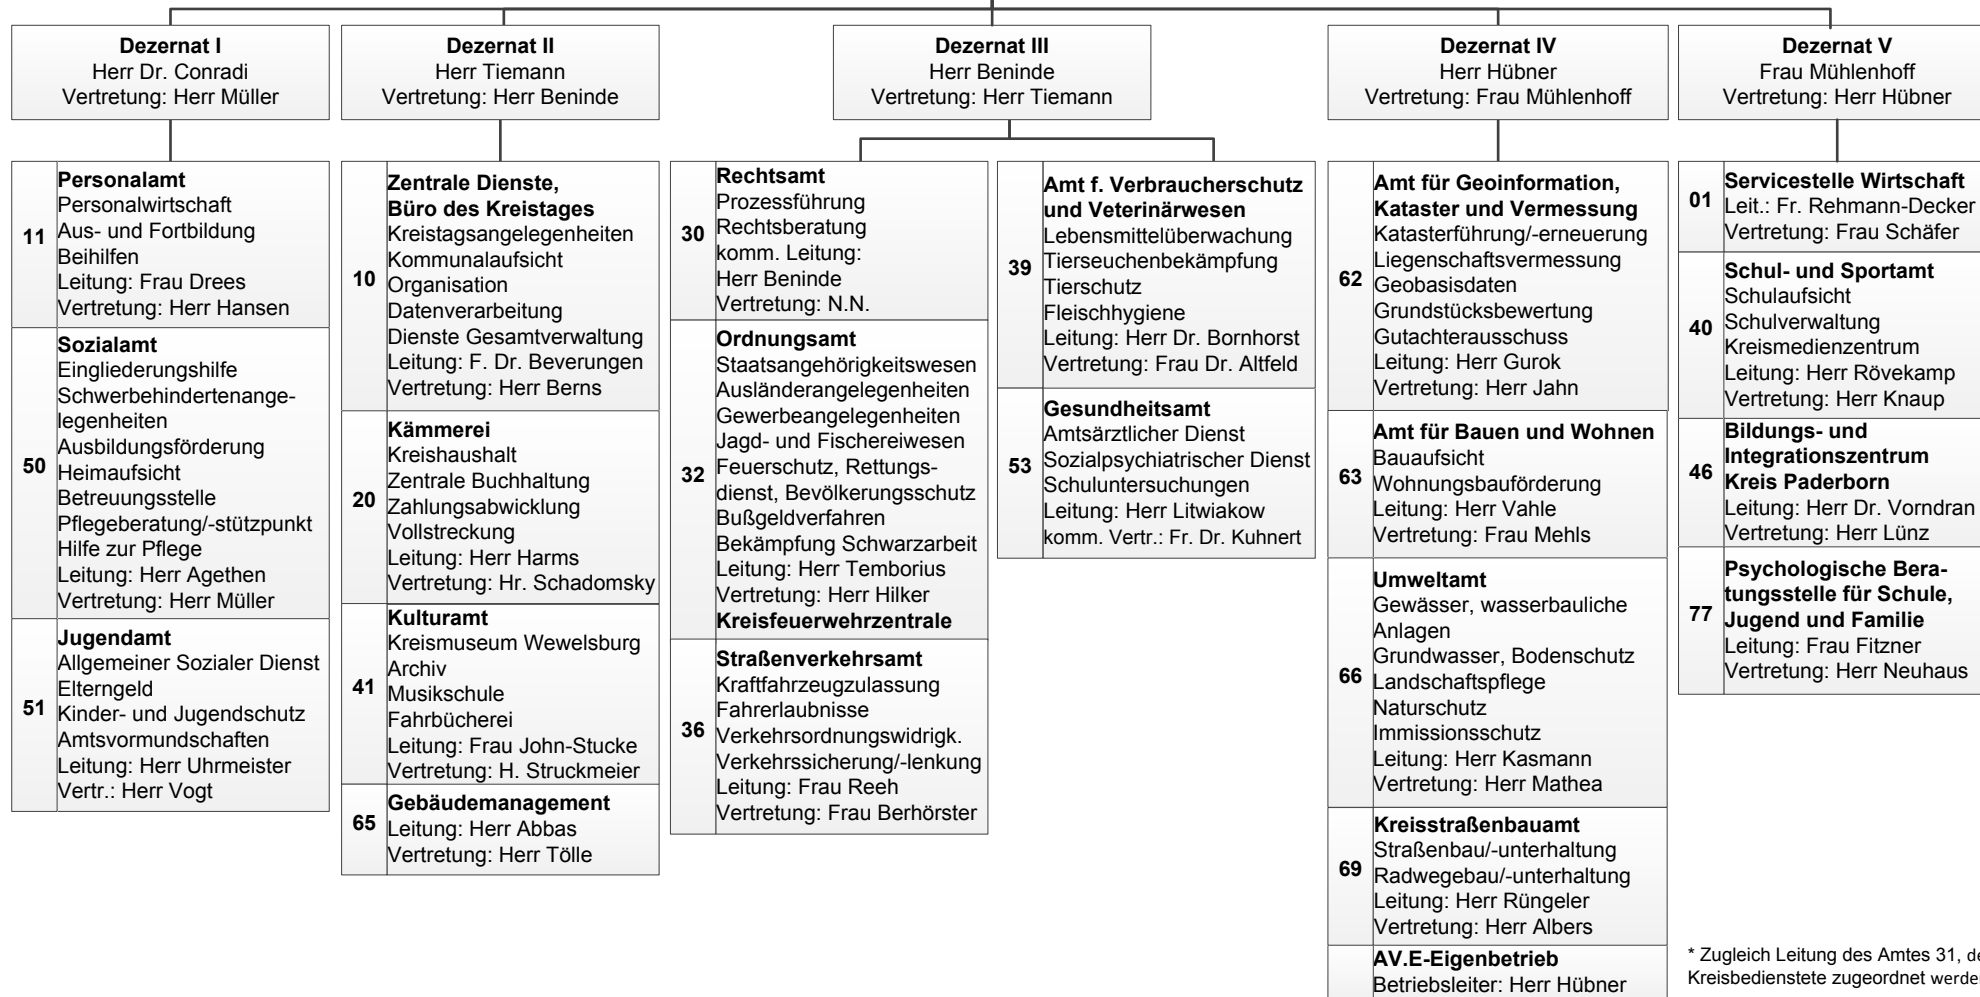 Dezernat I
Herr Dr. Conradi
Vertretung: Herr Müller
Dezernat II
Herr Tiemann
Vertretung: Herr Beninde
Dezernat III
Herr Beninde
Vertretung: Herr Tiemann
Dezernat IV
Herr Hübner
Vertretung: Frau Mühlenhoff
Dezernat V
Frau Mühlenhoff
Vertretung: Herr Hübner
11
Personalamt
Personalwirtschaft
Aus- und Fortbildung
Beihilfen
Leitung: Frau Drees
Vertretung: Herr Hansen
50
Sozialamt
Eingliederungshilfe
Schwerbehindertenange-
legenheiten
Ausbildungsförderung
Heimaufsicht
Betreuungsstelle
Pflegeberatung/-stützpunkt
Hilfe zur Pflege
Leitung: Herr Agethen
Vertretung: Herr Müller
51
Jugendamt
Allgemeiner Sozialer Dienst
Elterngeld
Kinder- und Jugendschutz
Amtsvormundschaften
Leitung: Herr Uhrmeister
Vertr.: Herr Vogt
10
Zentrale Dienste,
Büro des Kreistages
Kreistagsangelegenheiten
Kommunalaufsicht
Organisation
Datenverarbeitung
Dienste Gesamtverwaltung
Leitung: F. Dr. Beverungen
Vertretung: Herr Berns
20
Kämmerei
Kreishaushalt
Zentrale Buchhaltung
Zahlungsabwicklung
Vollstreckung
Leitung: Herr Harms
Vertretung: Hr. Schadomsky
41
Kulturamt
Kreismuseum Wewelsburg
Archiv
Musikschule
Fahrbücherei
Leitung: Frau John-Stucke
Vertretung: H. Struckmeier
65
Gebäudemanagement
Leitung: Herr Abbas
Vertretung: Herr Tölle
30
Rechtsamt
Prozessführung
Rechtsberatung
komm. Leitung:
Herr Beninde
Vertretung: N.N.
32
Ordnungsamt
Staatsangehörigkeitswesen
Ausländerangelegenheiten
Gewerbeangelegenheiten
Jagd- und Fischereiwesen
Feuerschutz, Rettungs-
dienst, Bevölkerungsschutz
Bußgeldverfahren
Bekämpfung Schwarzarbeit
Leitung: Herr Temborius
Vertretung: Herr Hilker
Kreisfeuerwehrzentrale
36
Straßenverkehrsamt
Kraftfahrzeugzulassung
Fahrerlaubnisse
Verkehrsordnungswidrigk.
Verkehrssicherung/-lenkung
Leitung: Frau Reeh
Vertretung: Frau Berhörster
39
Amt f. Verbraucherschutz
und Veterinärwesen
Lebensmittelüberwachung
Tierseuchenbekämpfung
Tierschutz
Fleischhygiene
Leitung: Herr Dr. Bornhorst
Vertretung: Frau Dr. Altfeld
53
Gesundheitsamt
Amtsärztlicher Dienst
Sozialpsychiatrischer Dienst
Schuluntersuchungen
Leitung: Herr Litwiakow
komm. Vertr.: Fr. Dr. Kuhnert
62
Amt für Geoinformation,
Kataster und Vermessung
Katasterführung/-erneuerung
Liegenschaftsvermessung
Geobasisdaten
Grundstücksbewertung
Gutachterausschuss
Leitung: Herr Gurok
Vertretung: Herr Jahn
63
Amt für Bauen und Wohnen
Bauaufsicht
Wohnungsbauförderung
Leitung: Herr Vahle
Vertretung: Frau Mehls
66
Umweltamt
Gewässer, wasserbauliche
Anlagen
Grundwasser, Bodenschutz
Landschaftspflege
Naturschutz
Immissionsschutz
Leitung: Herr Kasmann
Vertretung: Herr Mathea
69
Kreisstraßenbauamt
Straßenbau/-unterhaltung
Radwegebau/-unterhaltung
Leitung: Herr Rüngeler
Vertretung: Herr Albers
AV.E-Eigenbetrieb
Betriebsleiter: Herr Hübner
01
Servicestelle Wirtschaft
Leit.: Fr. Rehmann-Decker
Vertretung: Frau Schäfer
40
Schul- und Sportamt
Schulaufsicht
Schulverwaltung
Kreismedienzentrum
Leitung: Herr Rövekamp
Vertretung: Herr Knaup
46
Bildungs- und
Integrationszentrum
Kreis Paderborn
Leitung: Herr Dr. Vorndran
Vertretung: Herr Lünz
77
Psychologische Bera-
tungsstelle für Schule,
Jugend und Familie
Leitung: Frau Fitzner
Vertretung: Herr Neuhaus
* Zugleich Leitung des Amtes 31,
Kreisbedienstete zugeordnet